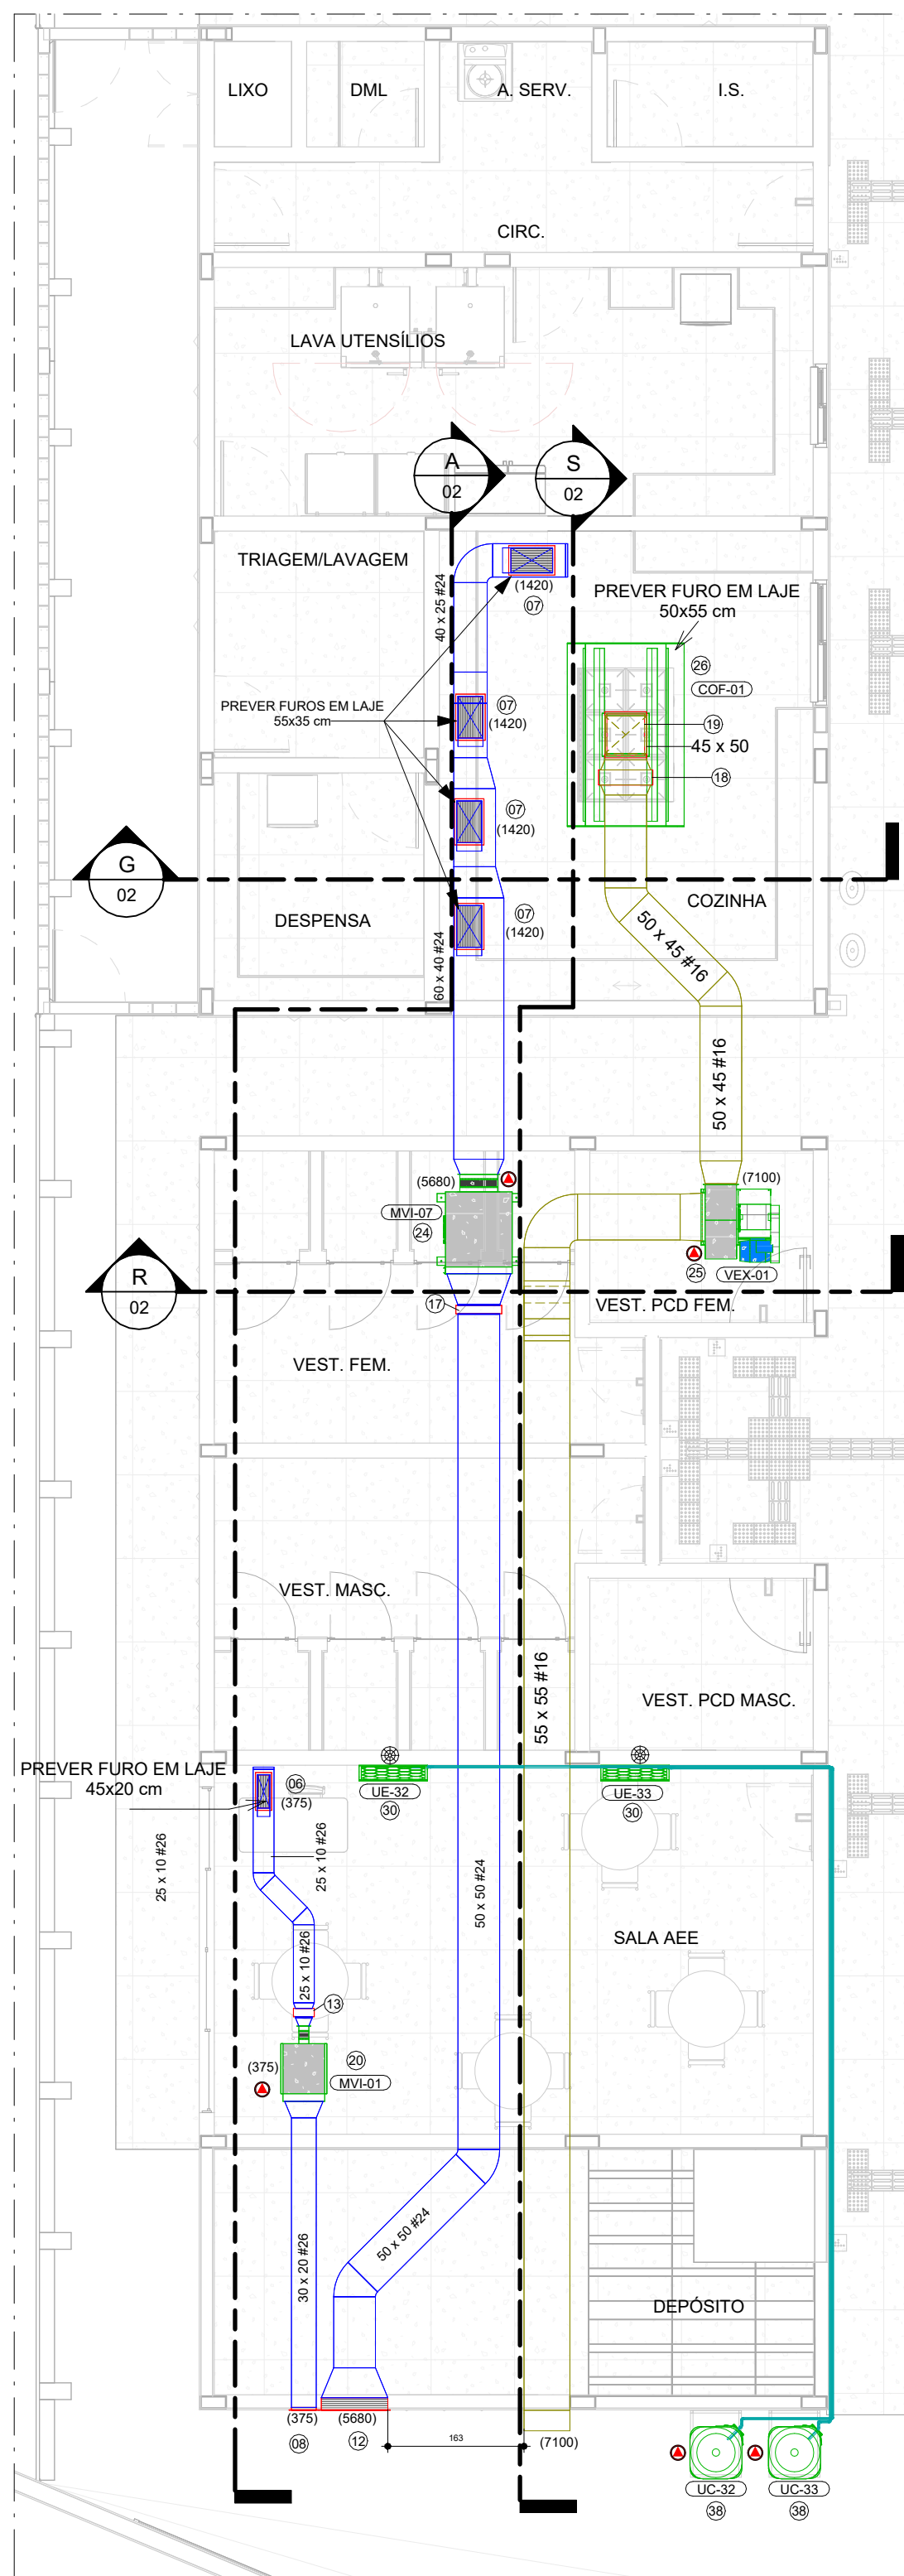 LIXO
DML
A. SERV.
I.S.
CIRC.
LAVA UTENSÍLIOS
A
02
S
02
TRIAGEM/LAVAGEM
40 x 25 #24
(1420)
07
PREVER FURO EM LAJE
50x55 cm
26
COF-01
PREVER FUROS EM LAJE
55x35 cm
07
(1420)
19
45 x 50
18
07
(1420)
G
02
DESPENSA
60 x 40 #24
07
(1420)
COZINHA
50 x 45 #16
50 x 45 #16
(5680)
(7100)
MVI-07
24
25
VEX-01
R
02
17
VEST. PCD FEM.
VEST. FEM.
VEST. MASC.
55 x 55 #16
VEST. PCD MASC.
PREVER FURO EM LAJE
45x20 cm
06
(375)
UE-32
30
UE-33
30
25 x 10 #26
25 x 10 #26
50 x 50 #24
SALA AEE
25 x 10 #26
13
(375)
20
MVI-01
30 x 20 #26
50 x 50 #24
DEPÓSITO
(375)
08
(5680)
12
163
(7100)
UC-32
38
UC-33
38